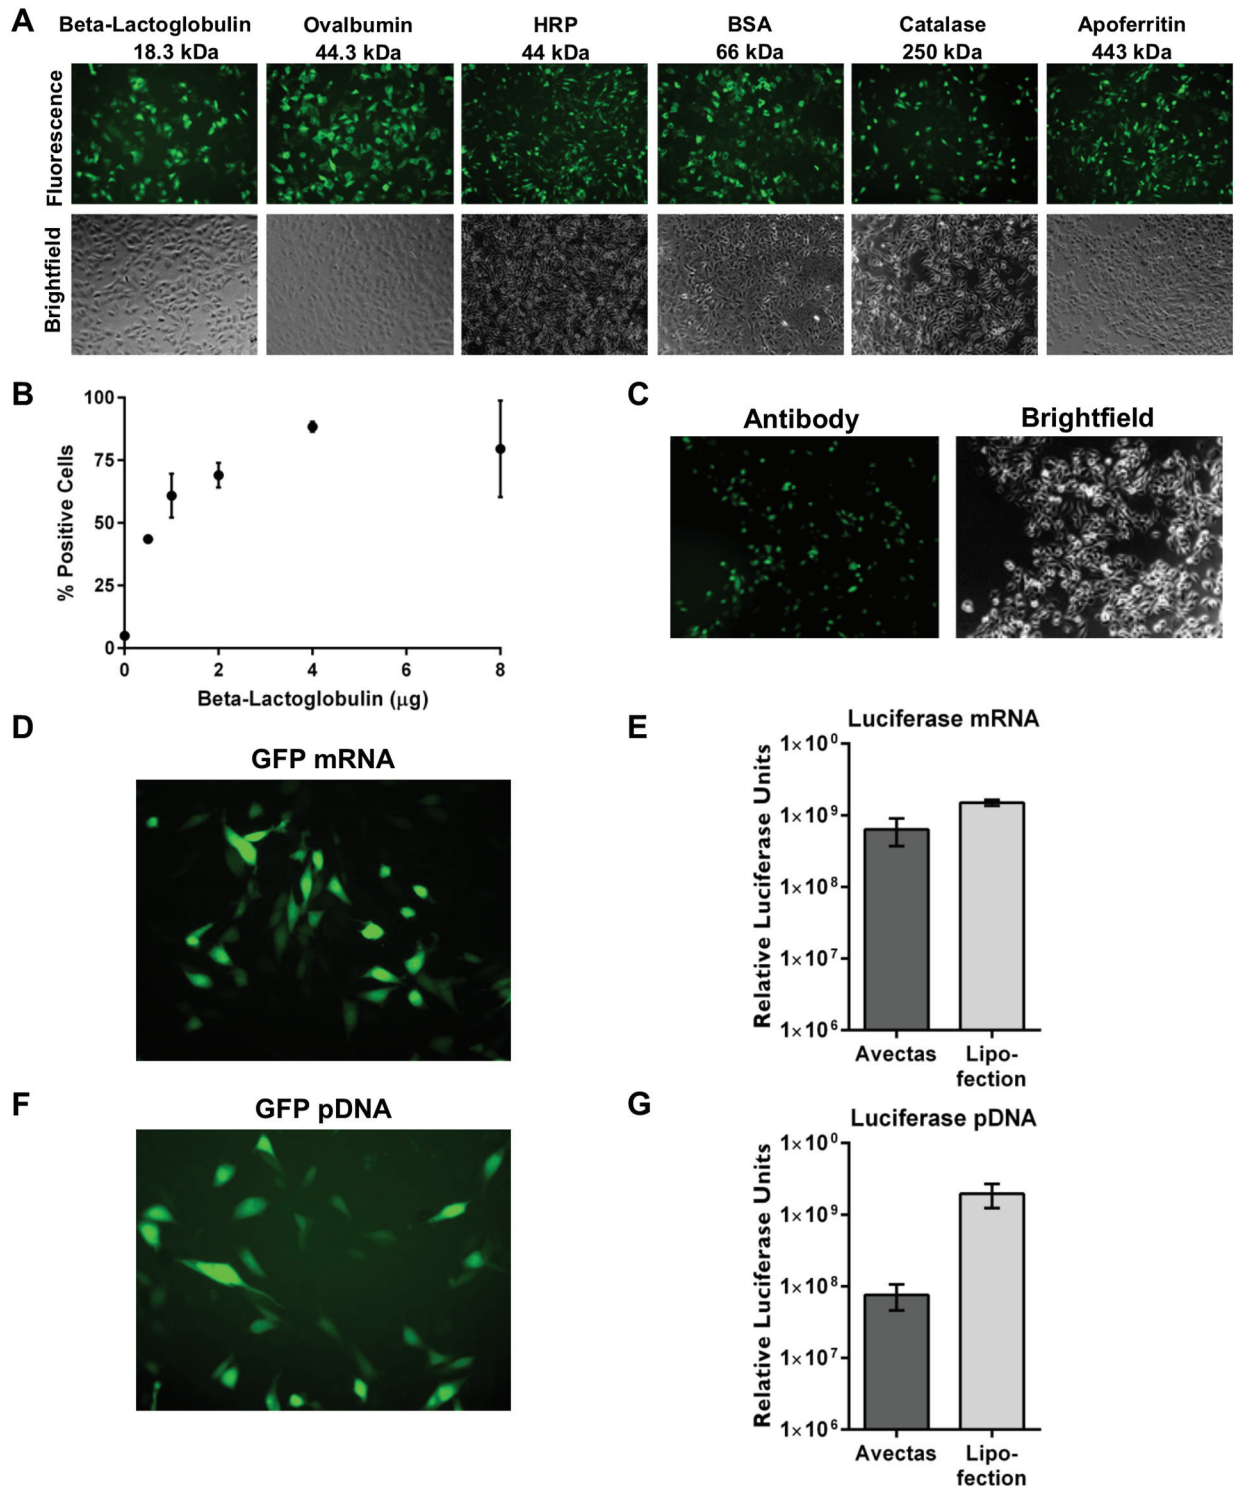 A
Beta-Lactoglobulin Ovalbumin HRP BSA Catalase Apoferritin
18.3 kDa 44.3 kDa 44 kDa 66 kDa 250 kDa 443 kDa
Fluorescence
Brightfield
B
100
75
50
25
0
% Positive Cells
0 2 4 6 8
Beta-Lactoglobulin (μg)
C
Antibody Brightfield
D
GFP mRNA
E
Luciferase mRNA
Relative Luciferase Units
1×10⁰
1×10⁹
1×10⁸
1×10⁷
1×10⁶
Avectas Lipo-
fection
F
GFP pDNA
G
Luciferase pDNA
Relative Luciferase Units
1×10⁰
1×10⁹
1×10⁸
1×10⁷
1×10⁶
Avectas Lipo-
fection